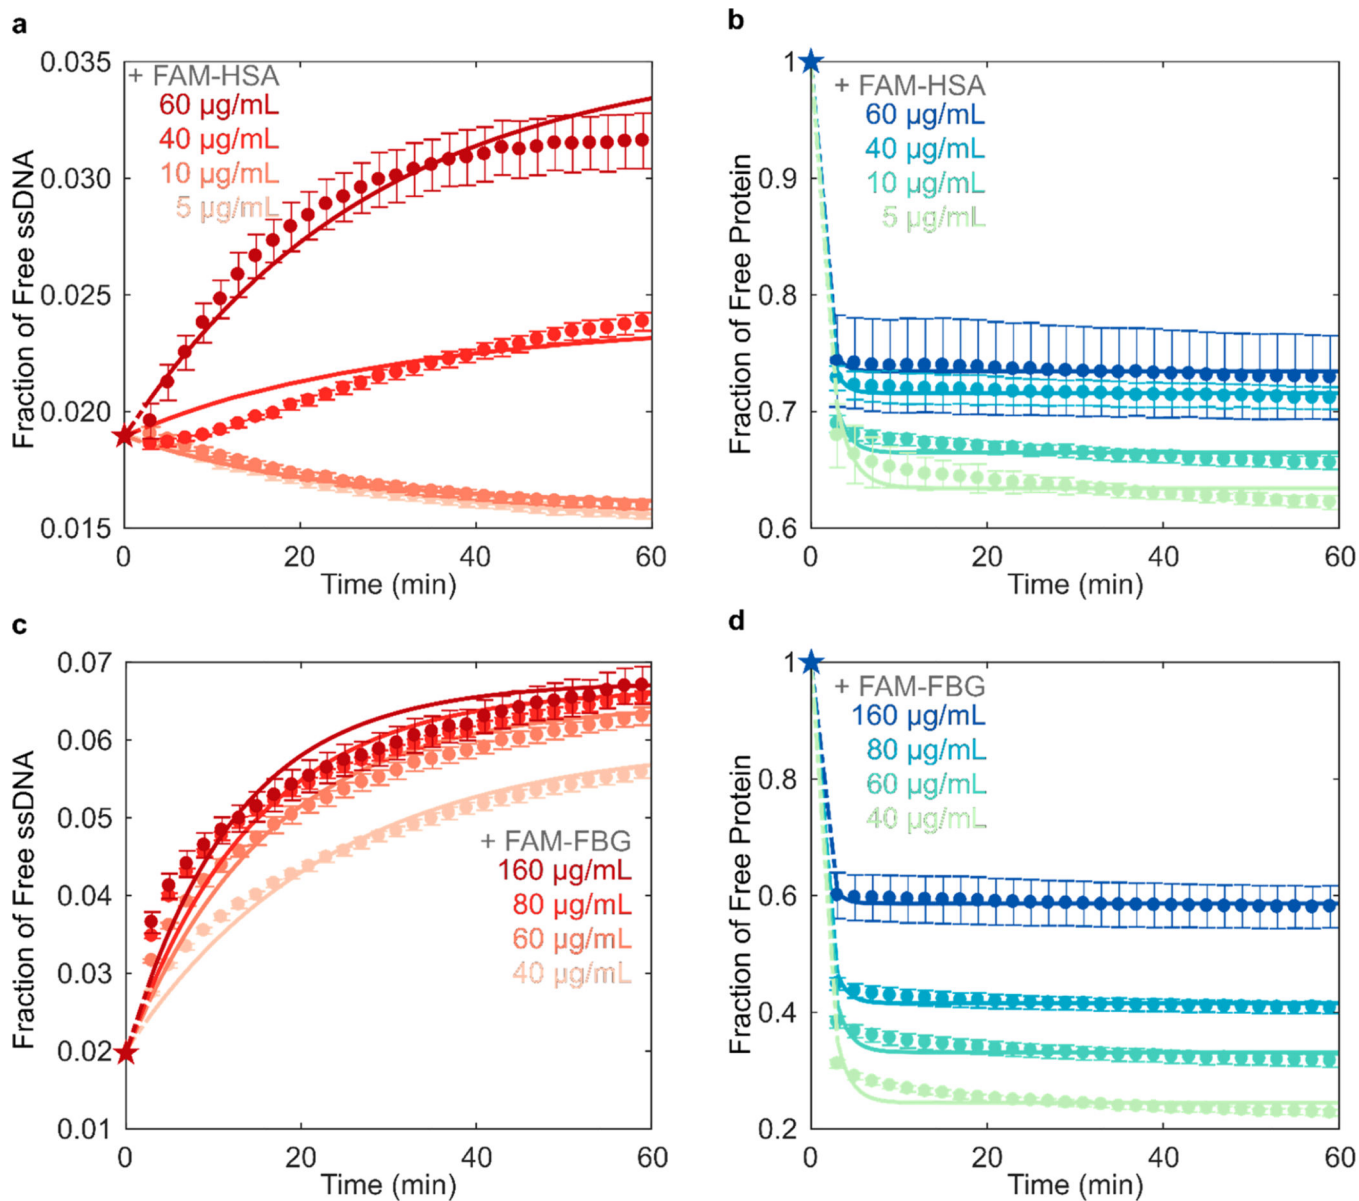 a
Fraction of Free ssDNA
0.035
0.030
0.025
0.020
0.015
+ FAM-HSA
60 µg/mL
40 µg/mL
10 µg/mL
5 µg/mL
0
20
40
60
Time (min)
b
Fraction of Free Protein
1
0.9
0.8
0.7
0.6
+ FAM-HSA
60 µg/mL
40 µg/mL
10 µg/mL
5 µg/mL
0
20
40
60
Time (min)
c
Fraction of Free ssDNA
0.07
0.06
0.05
0.04
0.03
0.02
0.01
+ FAM-FBG
160 µg/mL
80 µg/mL
60 µg/mL
40 µg/mL
0
20
40
60
Time (min)
d
Fraction of Free Protein
1
0.8
0.6
0.4
0.2
+ FAM-FBG
160 µg/mL
80 µg/mL
60 µg/mL
40 µg/mL
0
20
40
60
Time (min)